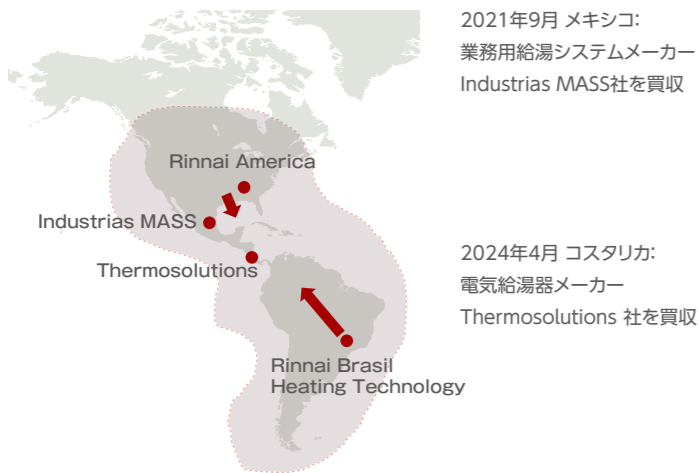 2021年9月 メキシコ:
業務用給湯システムメーカー
Industrias MASS社を買収
Rinnai America
Industrias MASS
Thermosolutions
2024年4月 コスタリカ:
電気給湯器メーカー
Thermosolutions 社を買収
Rinnai Brasil
Heating Technology